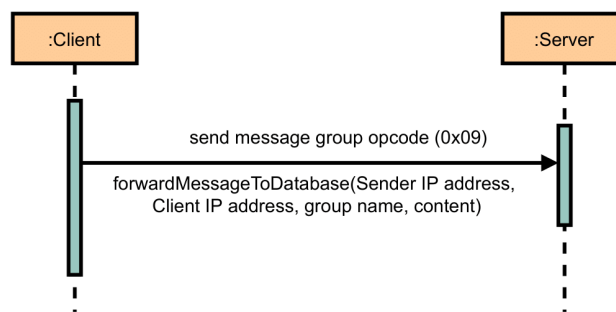 :Client
:Server
send message group opcode (0x09)
forwardMessageToDatabase(Sender IP address,
Client IP address, group name, content)